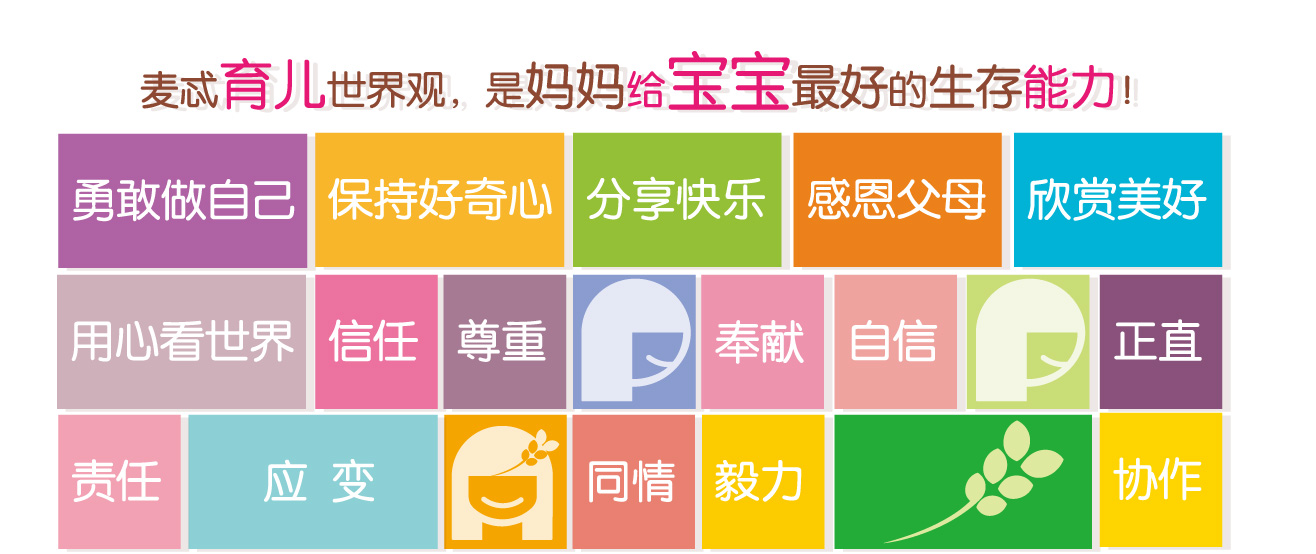 麦忒育儿世界观，是妈妈给宝宝最好的生存能力！
勇敢做自己 保持好奇心 分享快乐 感恩父母 欣赏美好
用心看世界 信任 尊重 奉献 自信 正直
责任 应 变 同情 毅力 协作